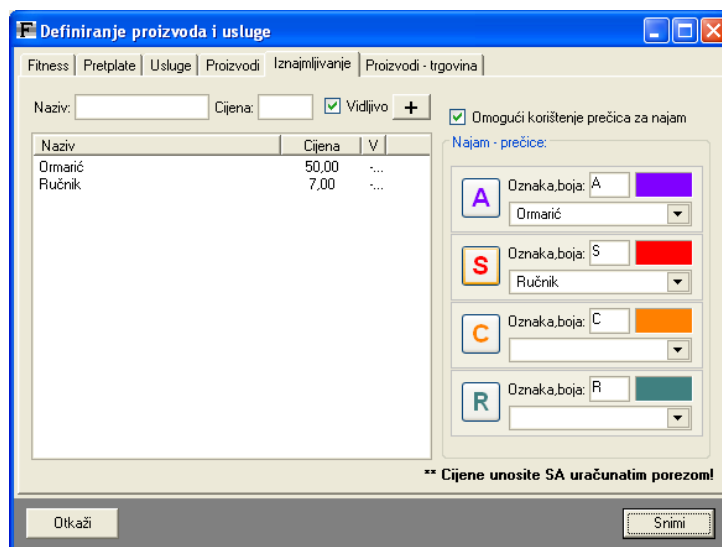 F Definiranje proizvoda i usluge
Fitness Pretplate Usluge Proizvodi Iznajmljivanje Proizvodi - trgovina
Naziv: Cijena: Vidljivo +
Naziv Cijena V
Ormarić 50,00 -...
Ručnik 7,00 -...
Omogući korištenje prečica za najam
Najam - prečice:
A Oznaka,boja: A
Ormarić
S Oznaka,boja: S
Ručnik
C Oznaka,boja: C
R Oznaka,boja: R
** Cijene unosite SA uračunatim porezom!
Otkaži Snimi